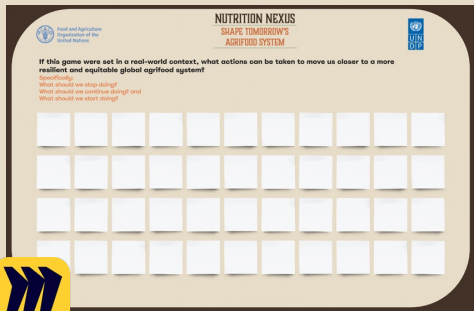 Food and Agriculture
Organization of the
United Nations
NUTRITION NEXUS
SHAPE TOMORROW'S
AGRIFOOD SYSTEM
U N
D P
If this game were set in a real-world context, what actions can be taken to move us closer to a more
resilient and equitable global agrifood system?
Specifically:
What should we stop doing?
What should we continue doing? and
What should we start doing?